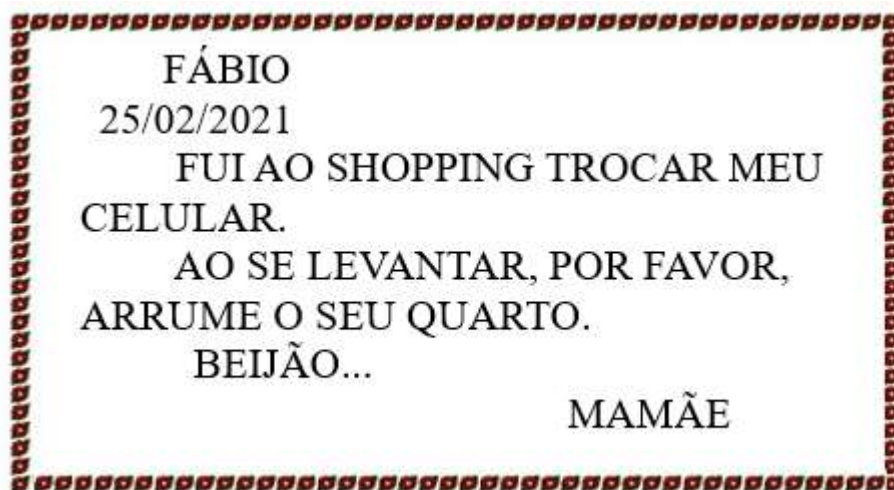 FÁBIO
25/02/2021
FUI AO SHOPPING TROCAR MEU
CELULAR.
AO SE LEVANTAR, POR FAVOR,
ARRUME O SEU QUARTO.
BEIJÃO...
MAMÃE